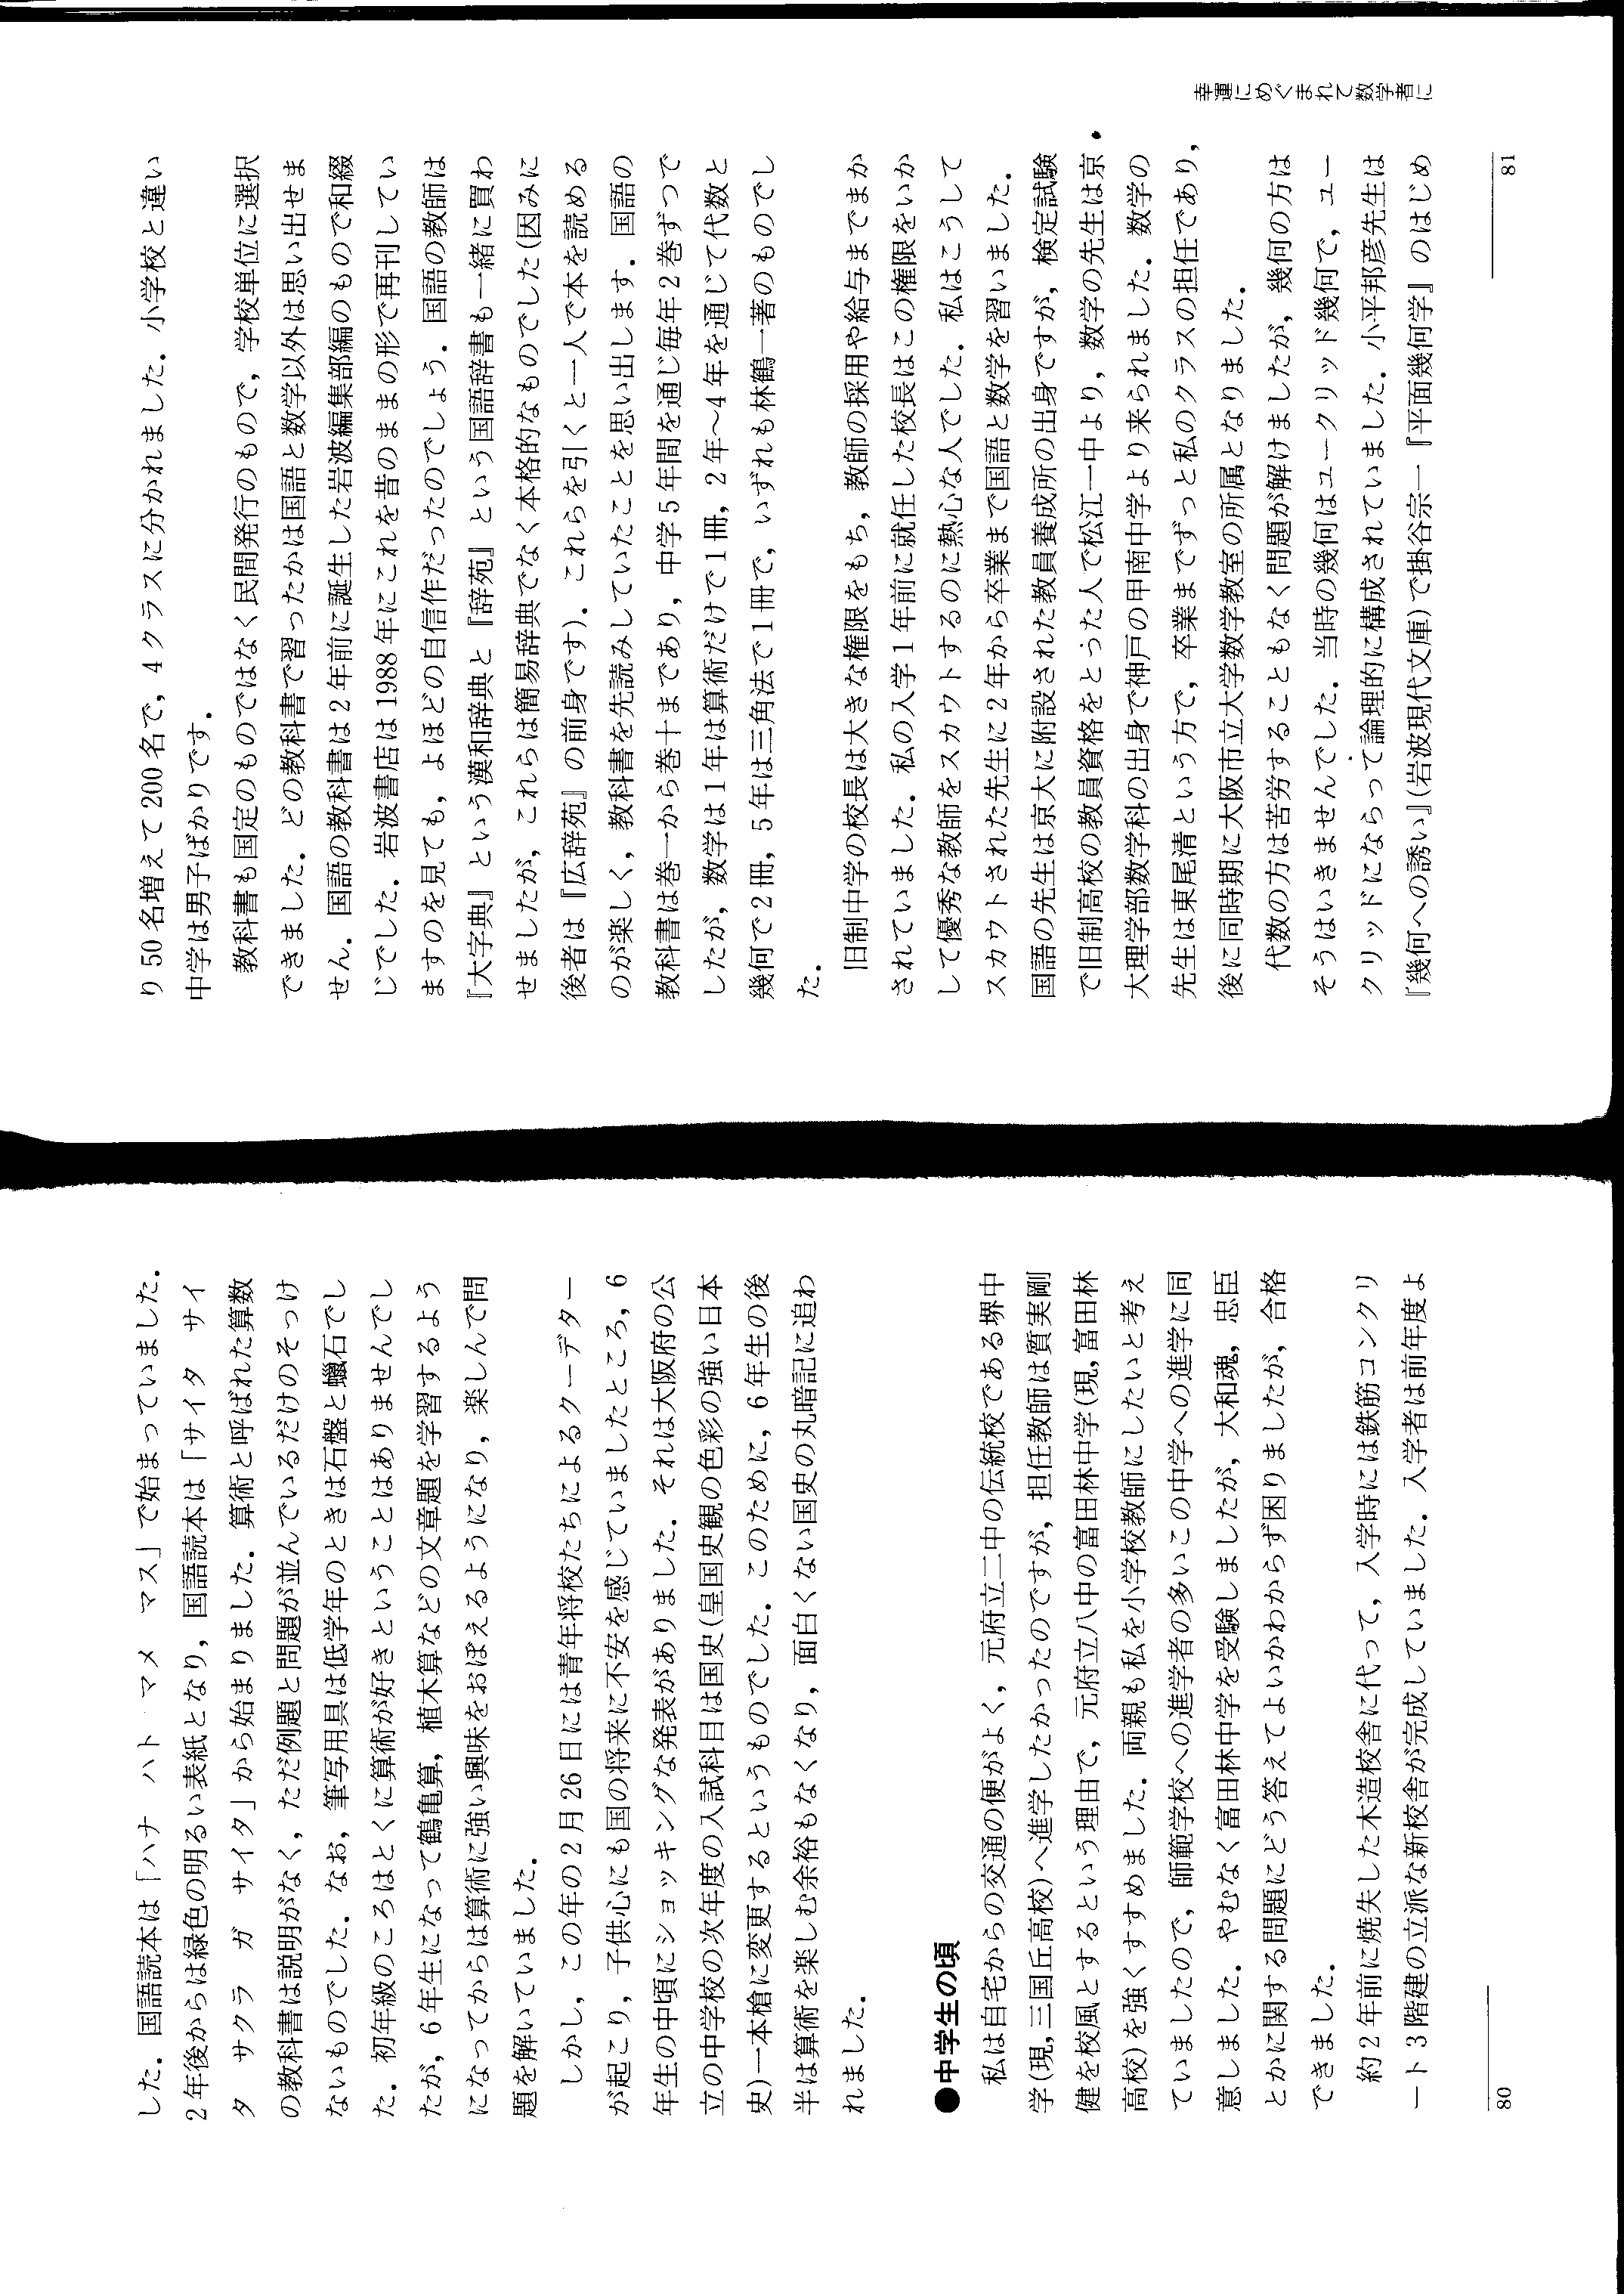 した．国語読本は「ハナ　ハト　マメ　マス」で始まっていました．
2年後からは緑色の明るい表紙となり，国語読本は「サイタ　サイ
タ　サクラ　ガ　サイタ」から始まりました．算術と呼ばれた算数
の教科書は説明がなく，ただ例題と問題が並んでいるだけのそっけ
ないものでした．なお，筆写用具は低学年のときは石盤と蠟石でし
た．初年級のころはとくに算術が好きということはありませんでし
たが，6年生になって鶴亀算，植木算などの文章題を学習するよう
になってからは算術に強い興味をおぼえるようになり，楽しんで問
題を解いていました．
しかし，この年の2月26日には青年将校たちによるクーデター
が起こり，子供心にも国の将来に不安を感じていましたところ，6
年生の中頃にショッキングな発表がありました．それは大阪府の公
立の中学校の次年度の入試科目は国史(皇国史観の色彩の強い日本
史)一本槍に変更するというものでした．このために，6年生の後
半は算術を楽しむ余裕もなくなり，面白くない国史の丸暗記に追わ
れました．
●中学生の頃
私は自宅からの交通の便がよく，元府立二中の伝統校である堺中
学(現，三国丘高校)へ進学したかったのですが，担任教師は質実剛
健を校風とするという理由で，元府立八中の富田林中学(現，富田林
高校)を強くすすめました．両親も私を小学校教師にしたいと考え
ていましたので，師範学校への進学者の多いこの中学への進学に同
意しました．やむなく富田林中学を受験しましたが，大和魂，忠臣
とかに関する問題にどう答えてよいかわからず困りましたが，合格
できました．
約2年前に焼失した木造校舎に代って，入学時には鉄筋コンクリ
ート3階建の立派な新校舎が完成していました．入学者は前年度よ
80
り50名増えて200名で，4クラスに分かれました．小学校と違い
中学は男子ばかりです．
教科書も国定のものではなく民間発行のもので，学校単位に選択
できました．どの教科書で習ったかは国語と数学以外は思い出せま
せん．国語の教科書は2年前に誕生した岩波編集部編のもので和綴
じでした．岩波書店は1988年にこれを昔のままの形で再刊してい
ますのを見ても，よほどの自信作だったのでしょう．国語の教師は
『大字典』という漢和辞典と『辞苑』という国語辞書も一緒に買わ
せましたが，これらは簡易辞典でなく本格的なものでした(因みに
後者は『広辞苑』の前身です)．これらを引くと一人で本を読める
のが楽しく，教科書を先読みしていたことを思い出します．国語の
教科書は巻一から巻十まであり，中学5年間を通じ毎年2巻ずつで
したが，数学は1年は算術だけで1冊，2年〜4年を通じて代数と
幾何で2冊，5年は三角法で1冊で，いずれも林鶴一著のものでし
た．
旧制中学の校長は大きな権限をもち，教師の採用や給与までまか
されていました．私の入学1年前に就任した校長はこの権限をいか
して優秀な教師をスカウトするのに熱心な人でした．私はこうして
スカウトされた先生に2年から卒業まで国語と数学を習いました．
国語の先生は京大に附設された教員養成所の出身ですが，検定試験
で旧制高校の教員資格をとった人で松江一中より，数学の先生は京
大理学部数学科の出身で神戸の甲南中学より来られました．数学の
先生は東尾清という方で，卒業までずっと私のクラスの担任であり，
後に同時期に大阪市立大学数学教室の所属となりました．
代数の方は苦労することもなく問題が解けましたが，幾何の方は
そうはいきませんでした．当時の幾何はユークリッド幾何で，ユー
クリッドにならって論理的に構成されていました．小平邦彦先生は
『幾何への誘い』(岩波現代文庫)で掛谷宗一『平面幾何学』のはじめ
幸運にめぐまれて数学者に
81